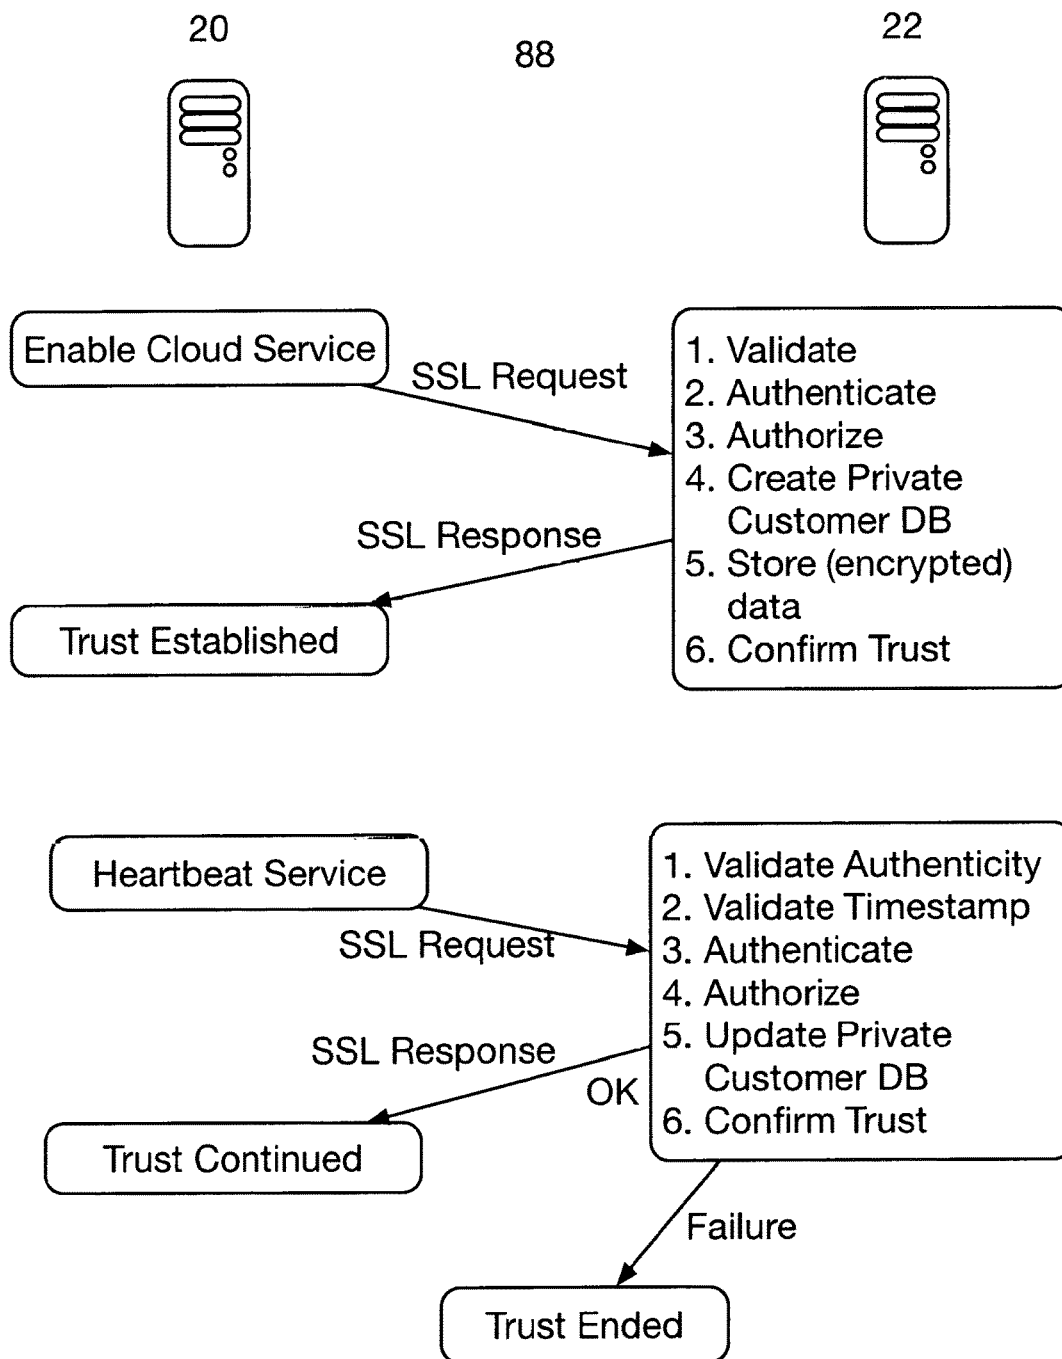 20
88
22
Enable Cloud Service
SSL Request
1. Validate
2. Authenticate
3. Authorize
4. Create Private
Customer DB
5. Store (encrypted)
data
6. Confirm Trust
SSL Response
Trust Established
Heartbeat Service
SSL Request
1. Validate Authenticity
2. Validate Timestamp
3. Authenticate
4. Authorize
5. Update Private
Customer DB
6. Confirm Trust
SSL Response
OK
Trust Continued
Failure
Trust Ended